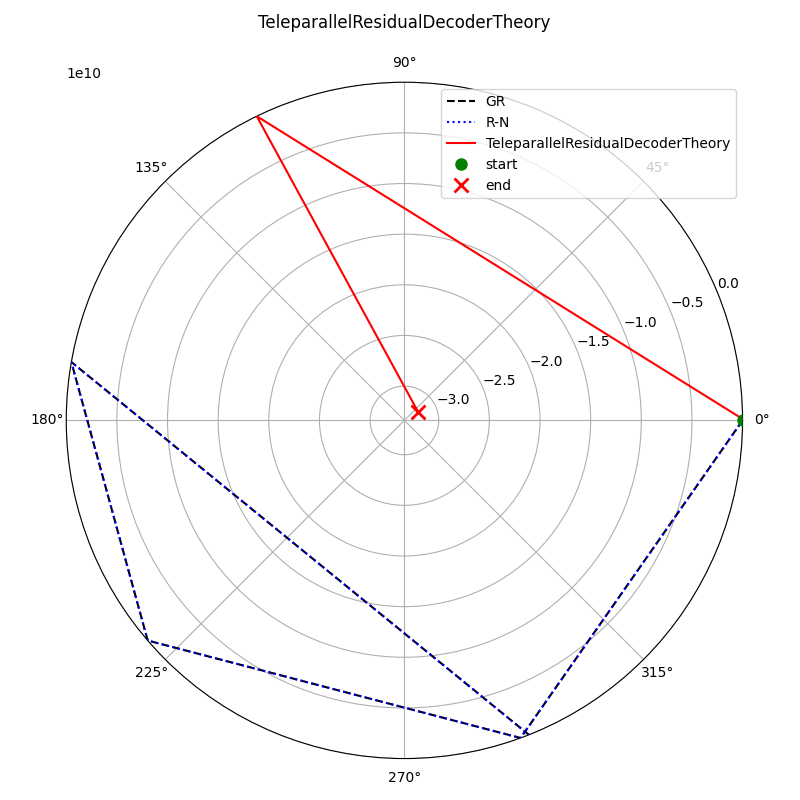 TeleparallelResidualDecoderTheory
1e10
90°
GR
R-N
TeleparallelResidualDecoderTheory
start
end
135°
45°
0.0
−0.5
−1.0
−1.5
−2.0
−2.5
−3.0
180°
0°
225°
315°
270°